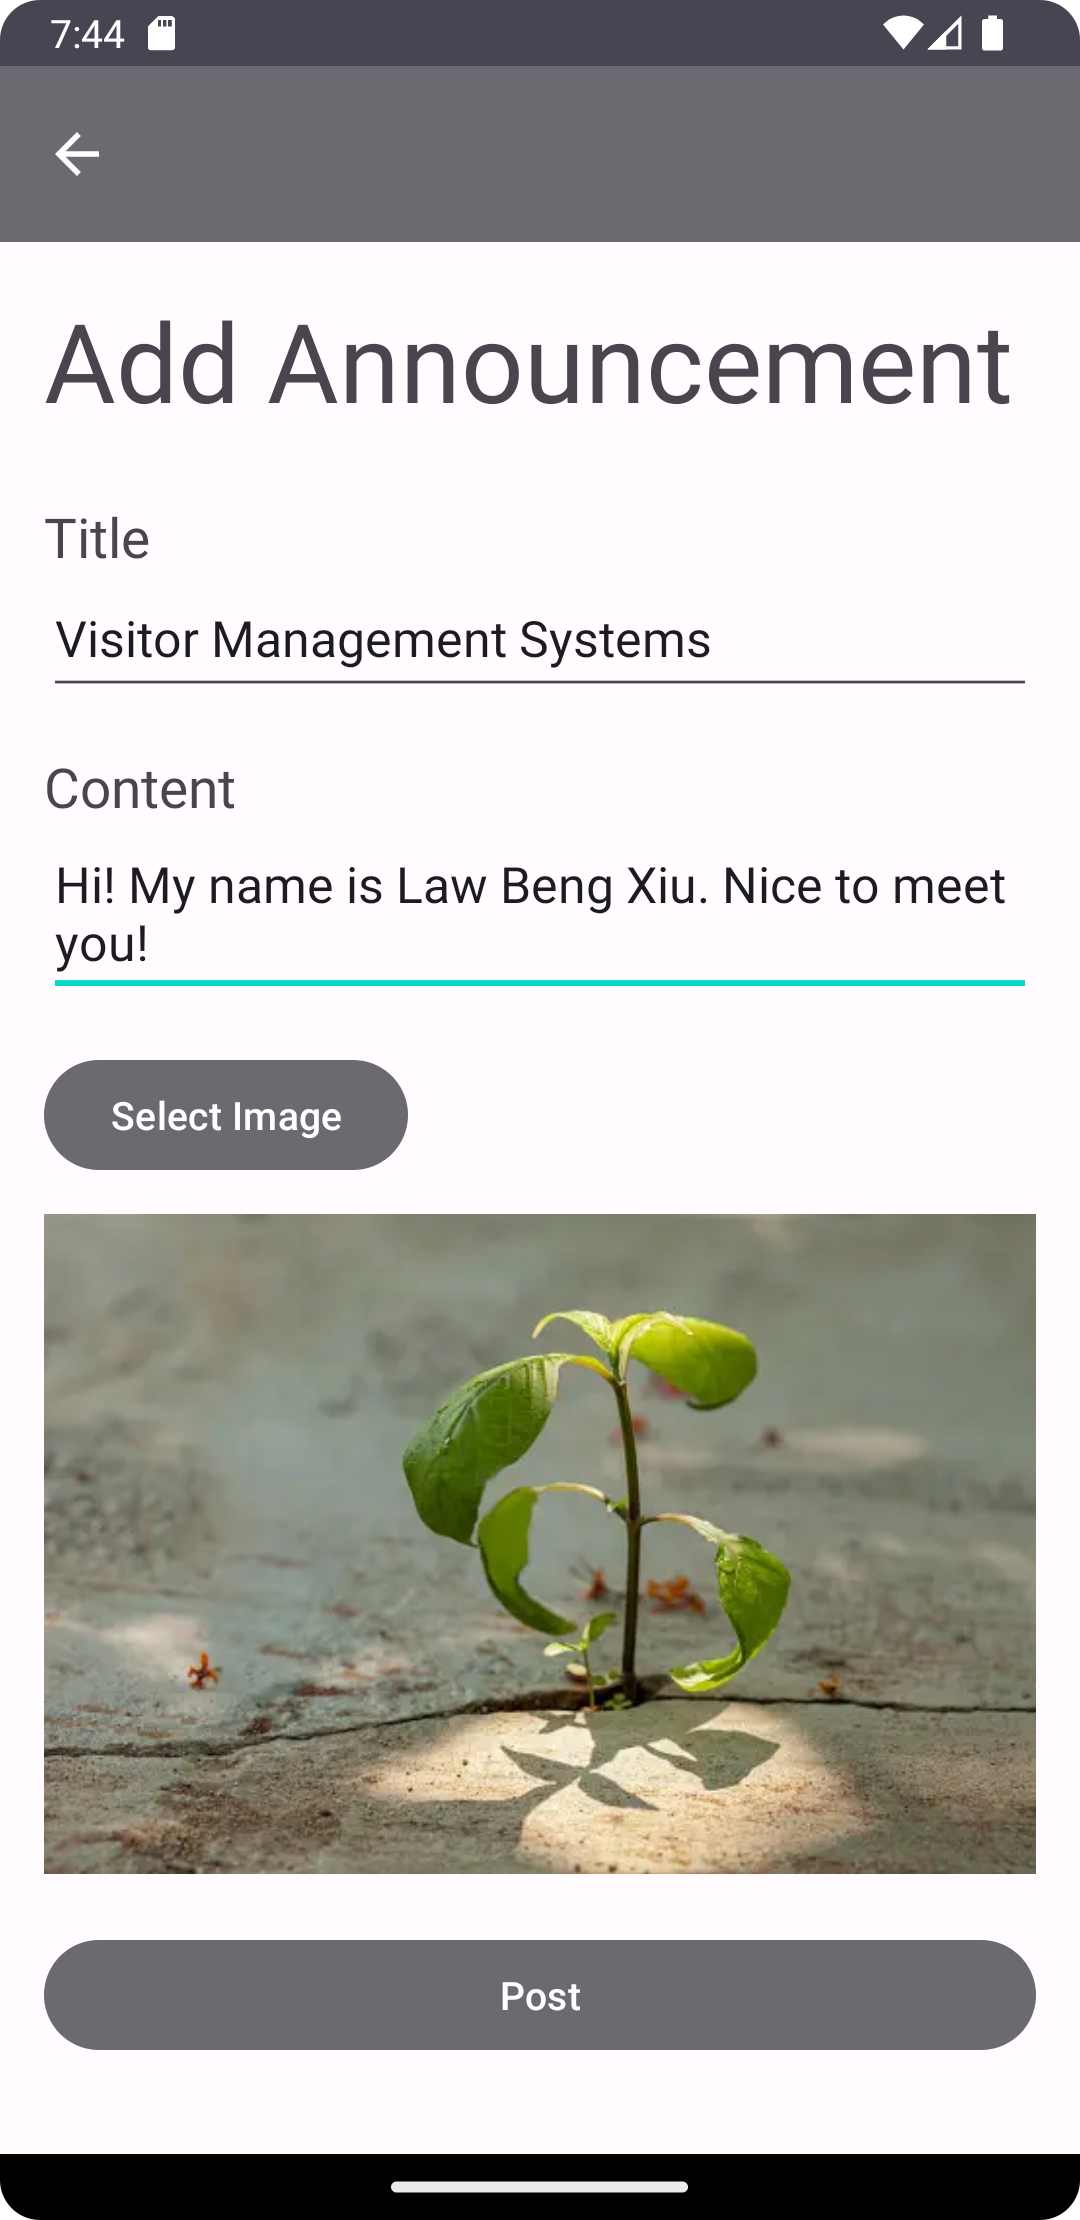 7:44
Add Announcement
Title
Visitor Management Systems
Content
Hi! My name is Law Beng Xiu. Nice to meet
you!
Select Image
Post